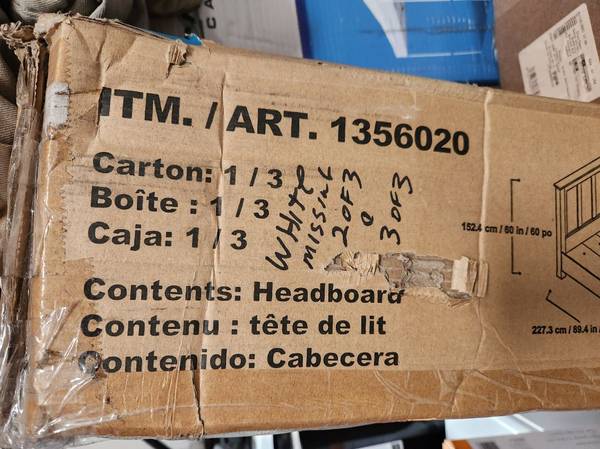 ITM. / ART. 1356020
Carton: 1 / 3
Boîte : 1 / 3
Caja: 1 / 3
WHITE
MISSING
2 OF 3
3 OF 3
Contents: Headboard
Contenu : tête de lit
Contenido: Cabecera
152.4 cm / 60 in / 60 po
227.3 cm / 89.4 in /